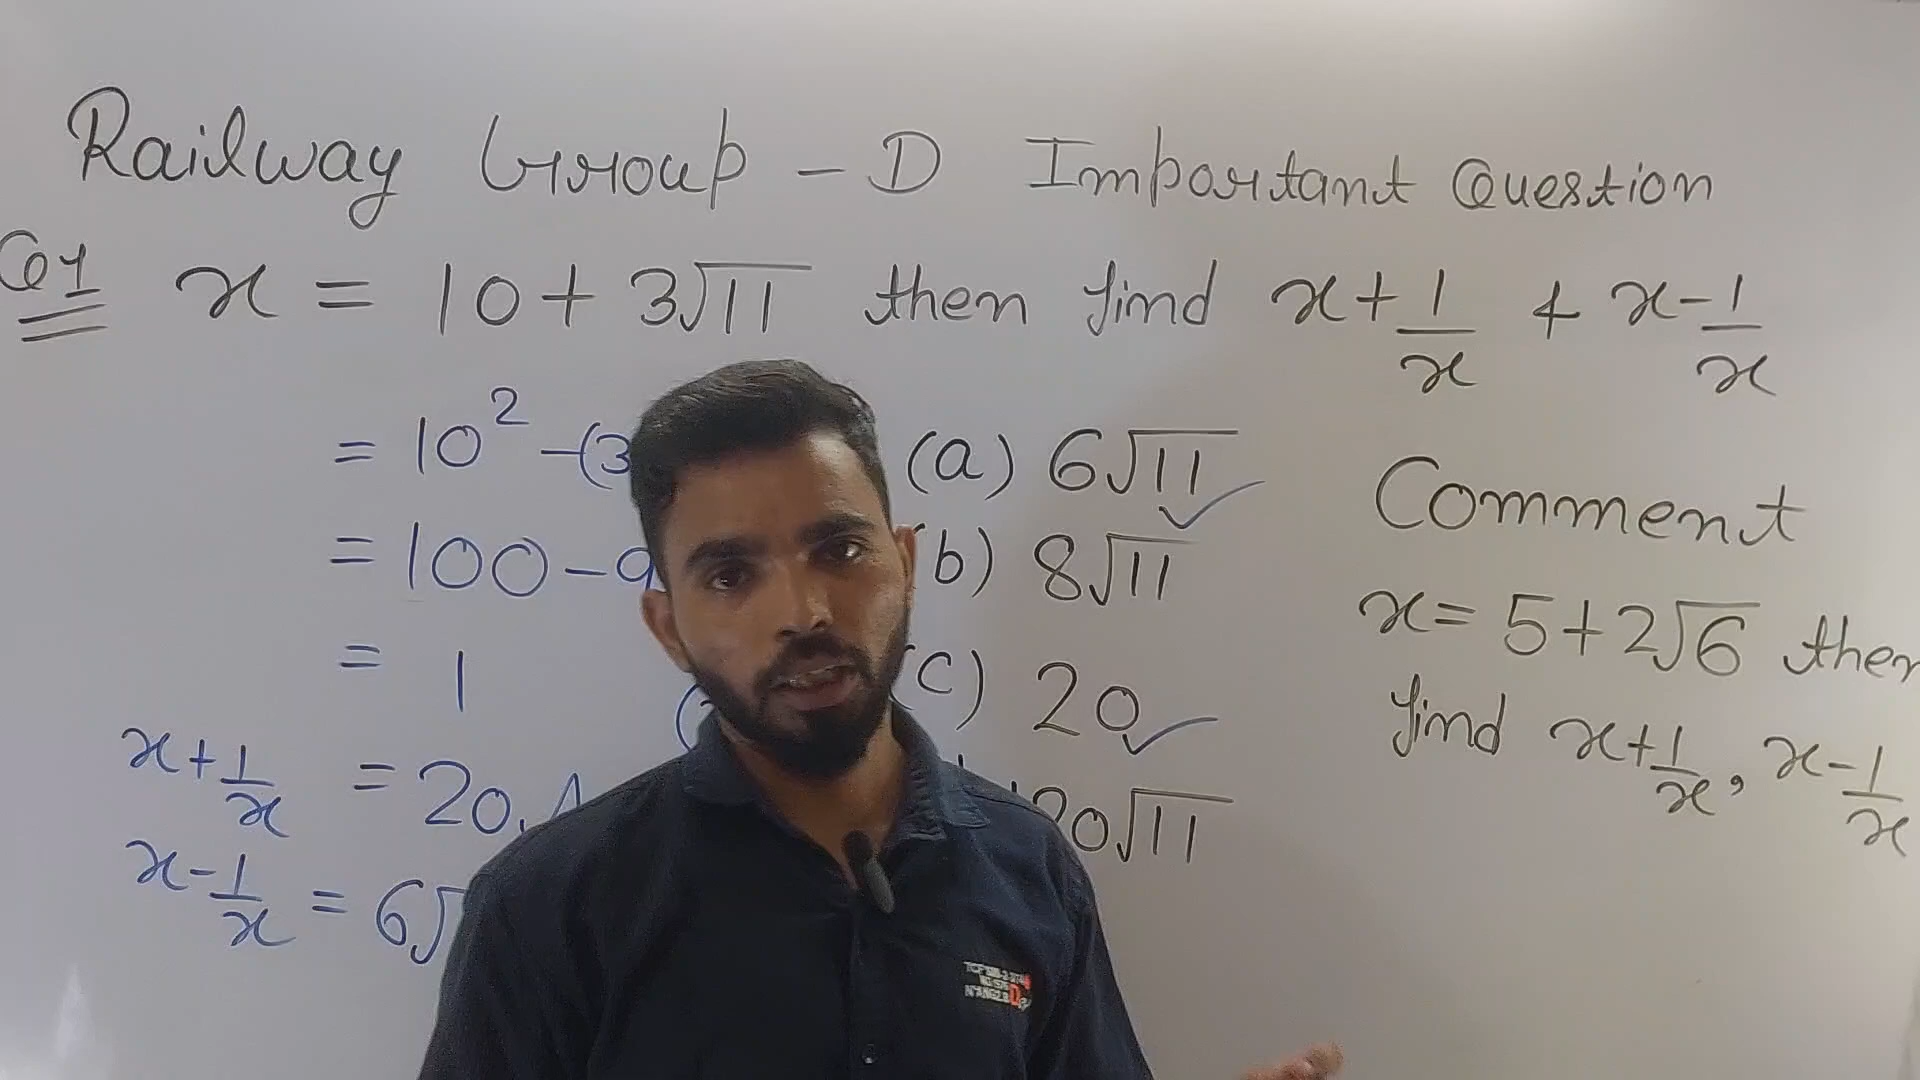 Railway Group - D Important Question
Q1 x = 10 + 3√11 then find x + 1/x & x - 1/x
= 10² - (3
= 100 - 9
= 1
x + 1/x = 20,
x - 1/x = 6√
(a) 6√11
(b) 8√11
(c) 20
20√11
Comment
x = 5 + 2√6 then
find x + 1/x, x - 1/x